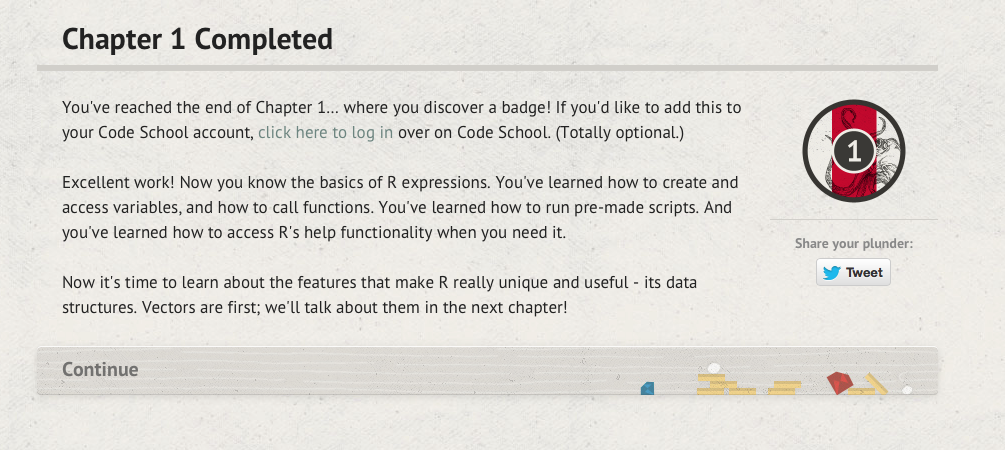 Chapter 1 Completed
You've reached the end of Chapter 1... where you discover a badge! If you'd like to add this to
your Code School account, click here to log in over on Code School. (Totally optional.)
1
Excellent work! Now you know the basics of R expressions. You've learned how to create and
access variables, and how to call functions. You've learned how to run pre-made scripts. And
you've learned how to access R's help functionality when you need it.
Share your plunder:
Tweet
Now it's time to learn about the features that make R really unique and useful - its data
structures. Vectors are first; we'll talk about them in the next chapter!
Continue